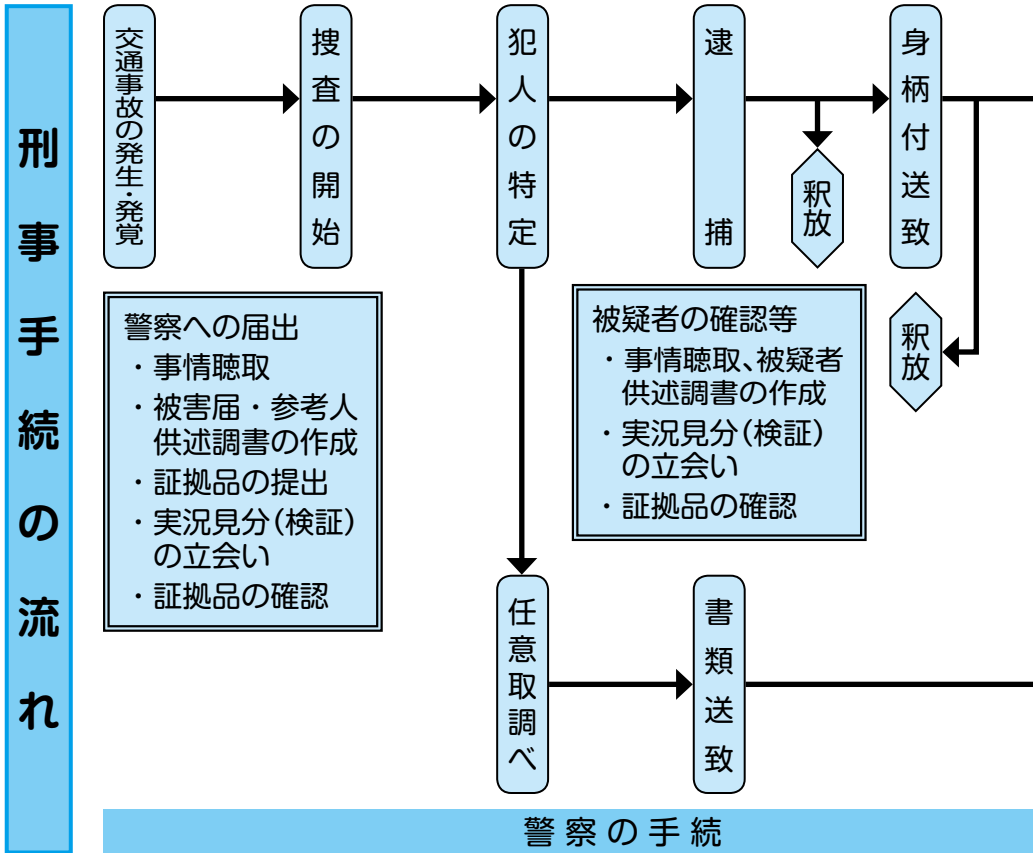 刑事手続の流れ
交通事故の発生・発覚
捜査の開始
犯人の特定
逮捕
釈放
身柄付送致
釈放
警察への届出
・事情聴取
・被害届・参考人
供述調書の作成
・証拠品の提出
・実況見分(検証)
の立会い
・証拠品の確認
被疑者の確認等
・事情聴取、被疑者
供述調書の作成
・実況見分(検証)
の立会い
・証拠品の確認
任意取調べ
書類送致
警察の手続